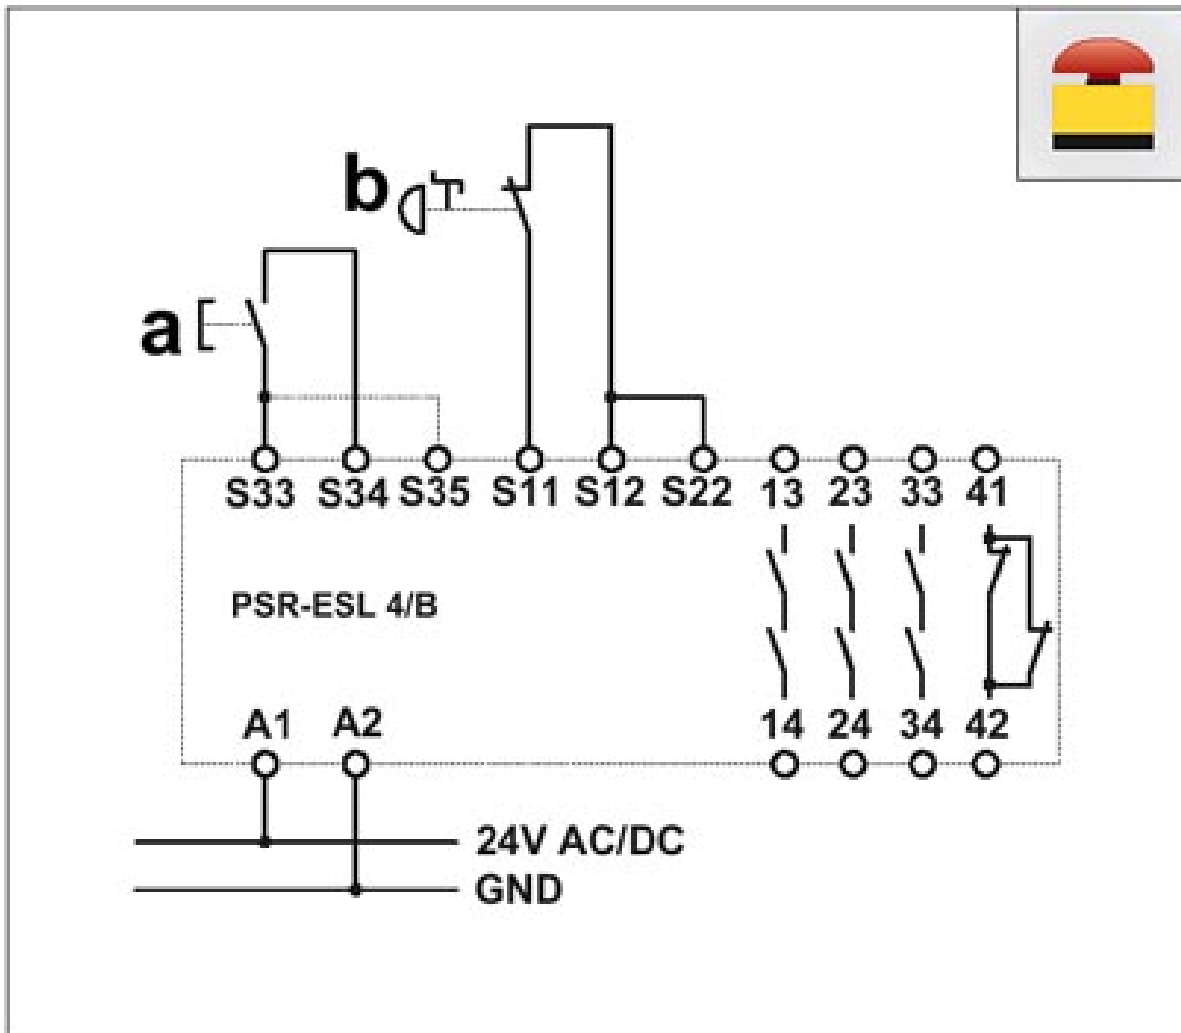 b
a
S33 S34 S35 S11 S12 S22 13 23 33 41
PSR-ESL 4/B
A1 A2 14 24 34 42
24V AC/DC
GND